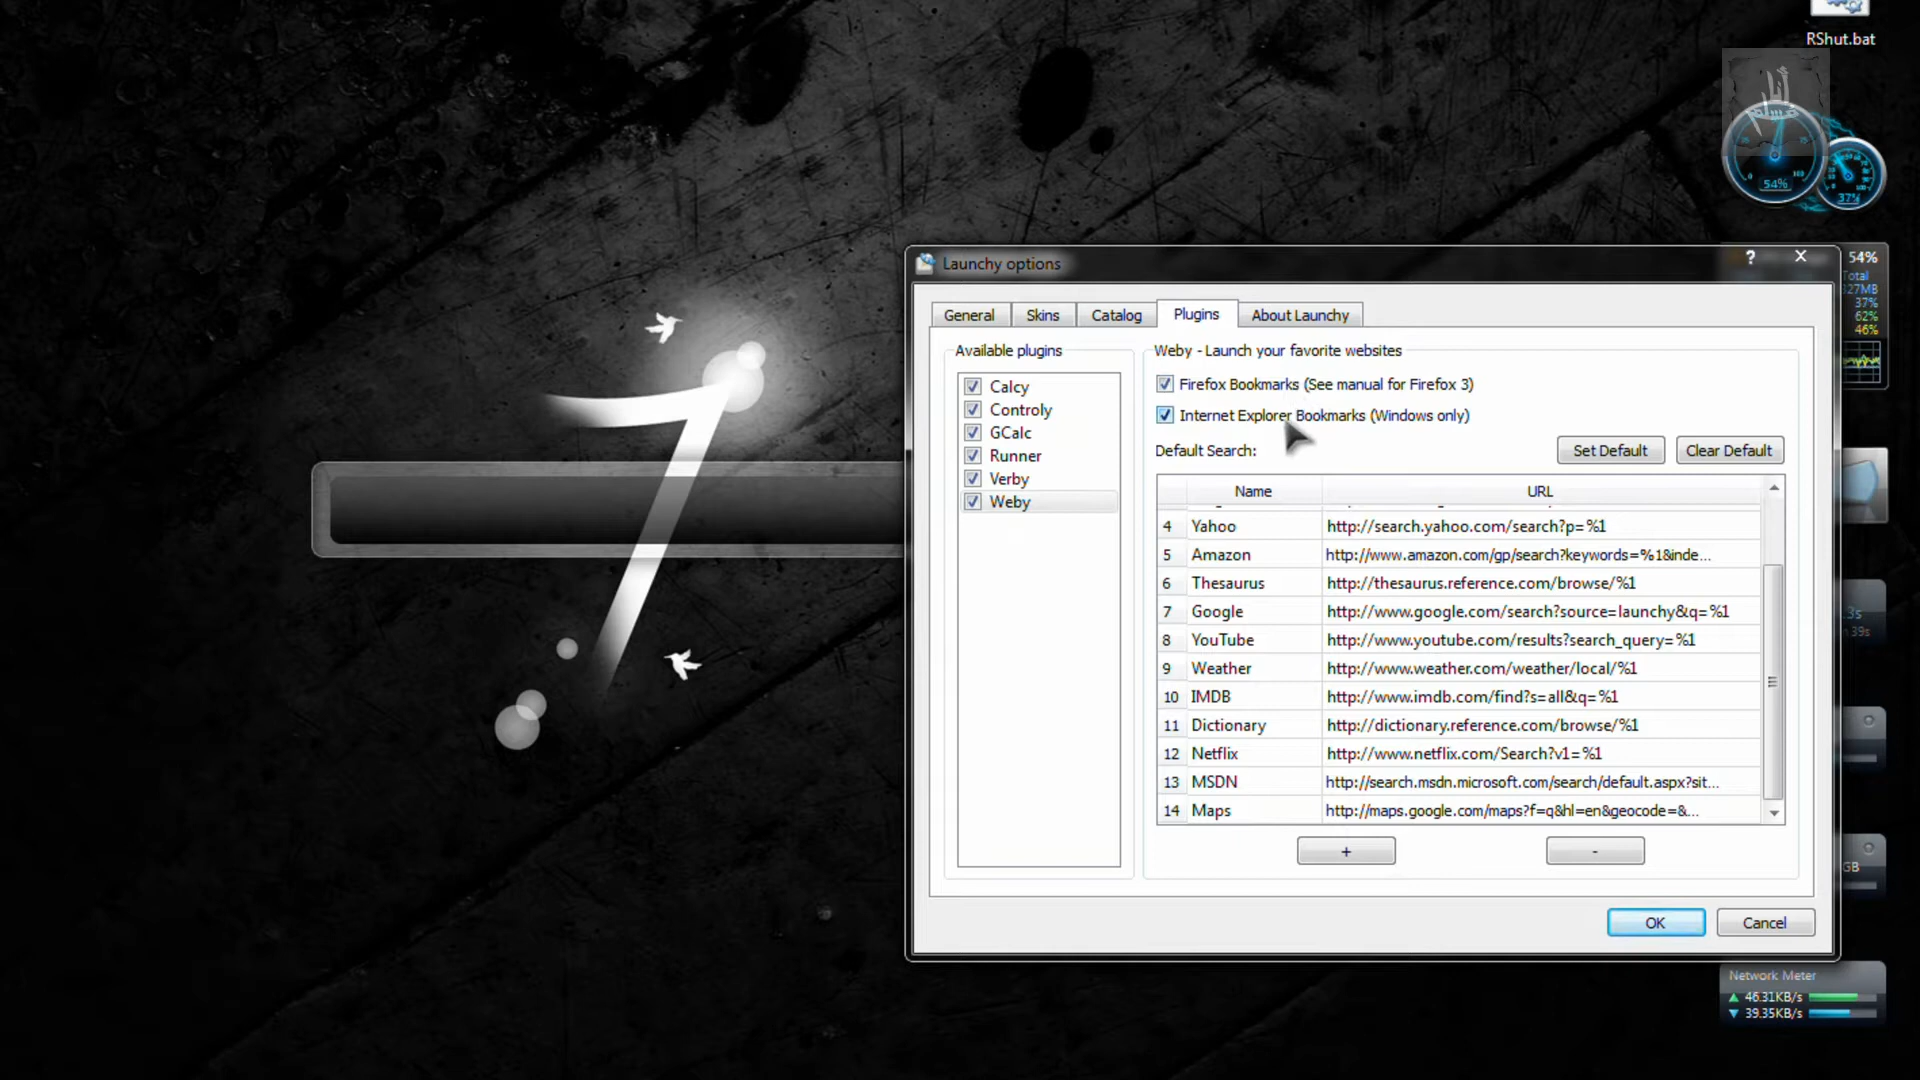 RShut.bat
54%
37%
Launchy options
?
54%
37%
62%
46%
General
Skins
Catalog
Plugins
About Launchy
Available plugins
Calcy
Controly
GCalc
Runner
Verby
Weby
Weby - Launch your favorite websites
Firefox Bookmarks (See manual for Firefox 3)
Internet Explorer Bookmarks (Windows only)
Default Search:
Set Default
Clear Default
Name URL
4 Yahoo http://search.yahoo.com/search?p=%1
5 Amazon http://www.amazon.com/gp/search?keywords=%1&inde...
6 Thesaurus http://thesaurus.reference.com/browse/%1
7 Google http://www.google.com/search?source=launchy&q=%1
8 YouTube http://www.youtube.com/results?search_query=%1
9 Weather http://www.weather.com/weather/local/%1
10 IMDB http://www.imdb.com/find?s=all&q=%1
11 Dictionary http://dictionary.reference.com/browse/%1
12 Netflix http://www.netflix.com/Search?v1=%1
13 MSDN http://search.msdn.microsoft.com/search/default.aspx?sit...
14 Maps http://maps.google.com/maps?f=q&hl=en&geocode=&...
+
-
OK
Cancel
Network Meter
46.31KB/s
39.35KB/s